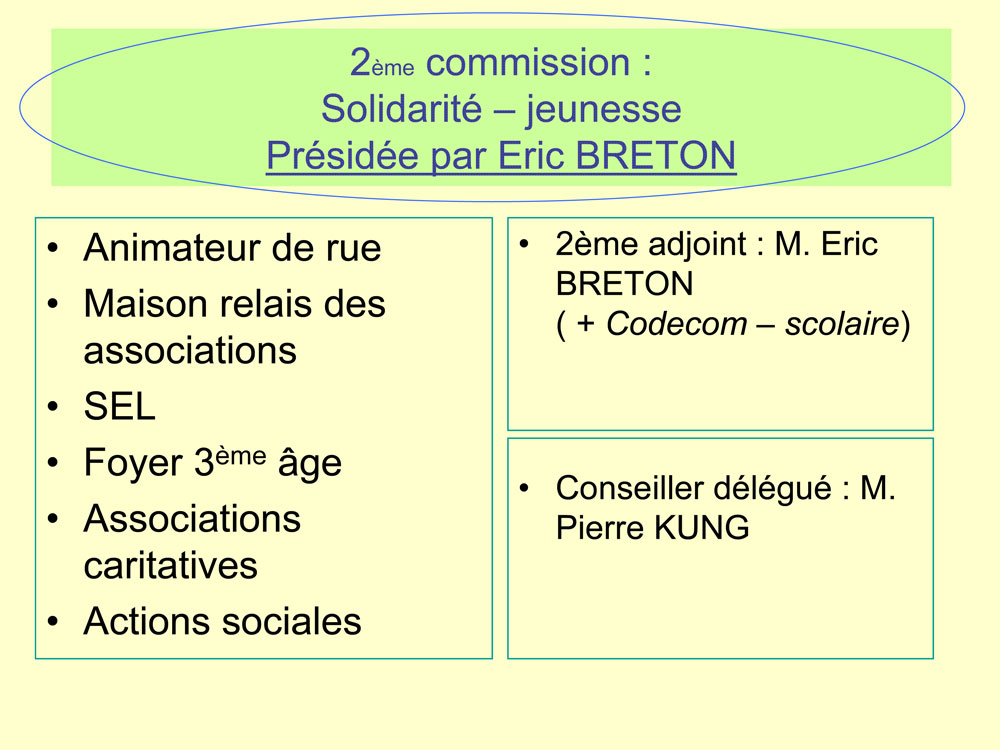 2ème commission :
Solidarité – jeunesse
Présidée par Eric BRETON
• Animateur de rue
• Maison relais des
associations
• SEL
• Foyer 3ème âge
• Associations
caritatives
• Actions sociales
• 2ème adjoint : M. Eric
BRETON
( + Codecom – scolaire)
• Conseiller délégué : M.
Pierre KUNG